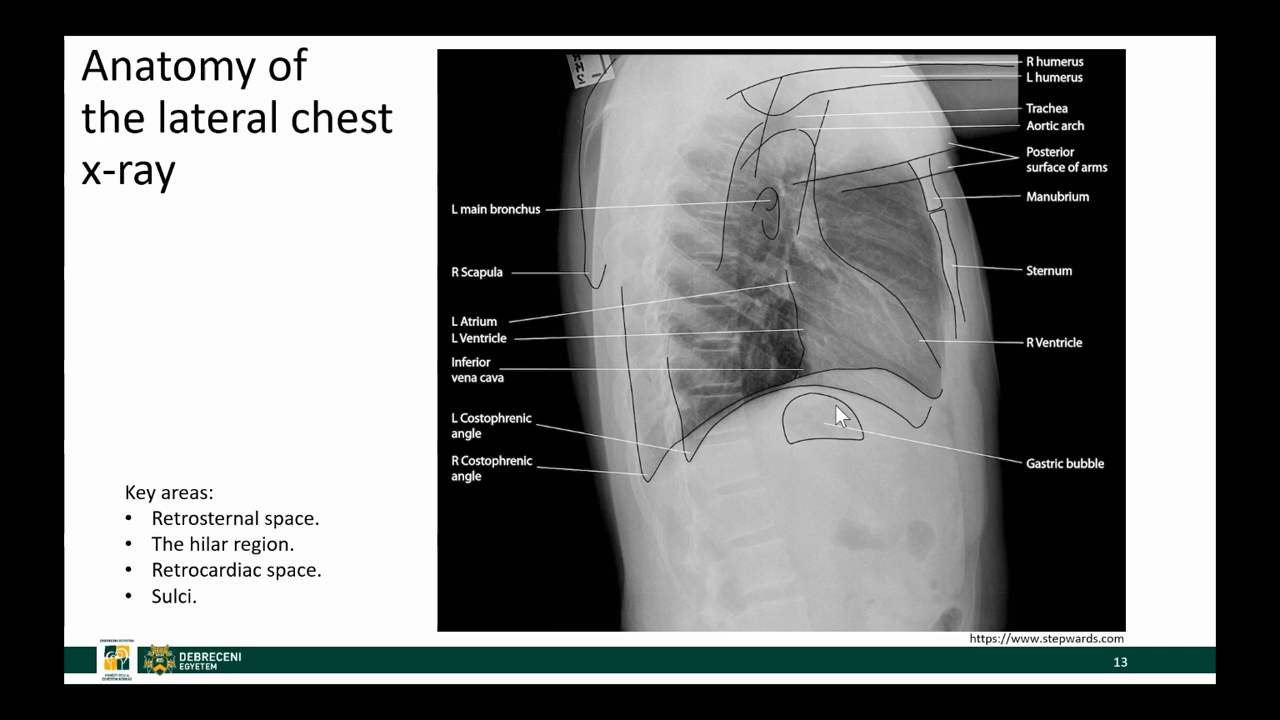 Anatomy of
the lateral chest
x-ray
R humerus
L humerus
Trachea
Aortic arch
Posterior
surface of arms
Manubrium
Sternum
R Ventricle
Gastric bubble
L main bronchus
R Scapula
L Atrium
L Ventricle
Inferior
vena cava
L Costophrenic
angle
R Costophrenic
angle
Key areas:
• Retrosternal space.
• The hilar region.
• Retrocardiac space.
• Sulci.
https://www.stepwards.com
DEBRECENI EGYETEM
DEBRECENI
EGYETEM
13